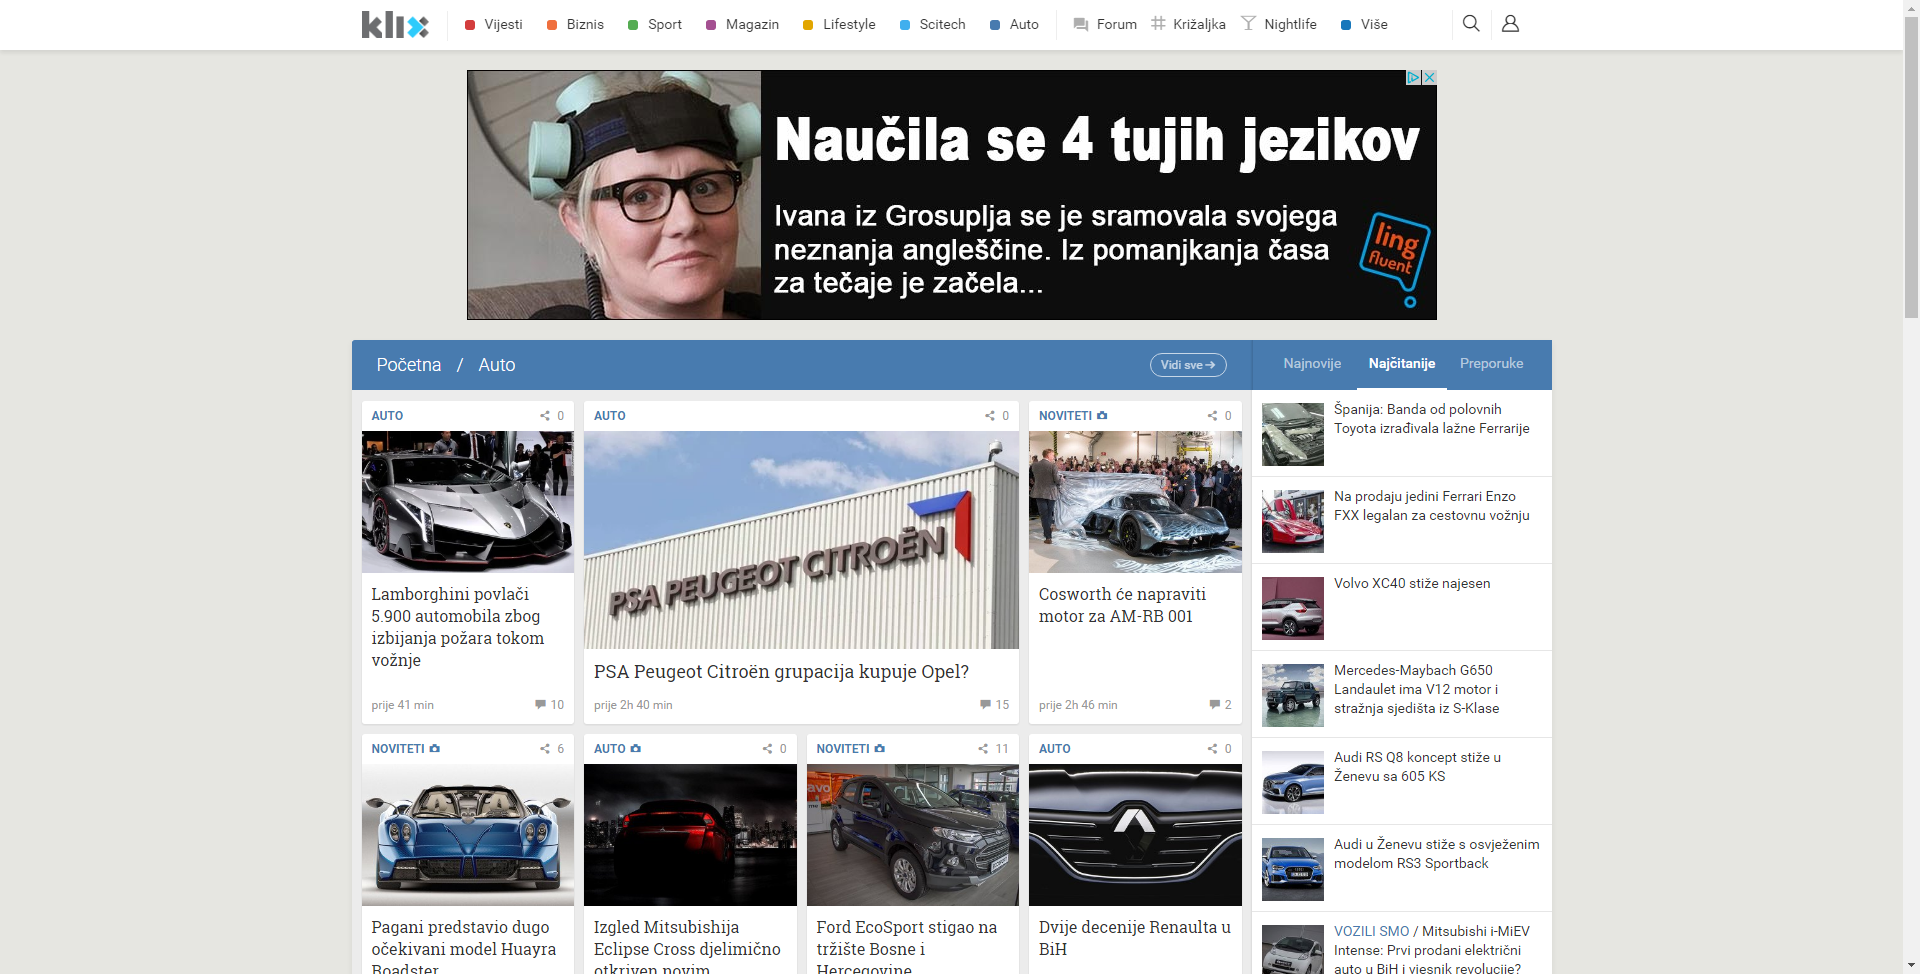 klix
Vijesti
Biznis
Sport
Magazin
Lifestyle
Scitech
Auto
Forum
Križaljka
Nightlife
Više
Naučila se 4 tujih jezikov
Ivana iz Grosuplja se je sramovala svojega
neznanja angleščine. Iz pomanjkanja časa
za tečaje je začela...
ling
fluent
Početna / Auto
Vidi sve
Najnovije
Najčitanije
Preporuke
AUTO
0
Lamborghini povlači
5.900 automobila zbog
izbijanja požara tokom
vožnje
prije 41 min
10
AUTO
0
PSA PEUGEOT CITROËN
PSA Peugeot Citroën grupacija kupuje Opel?
prije 2h 40 min
15
NOVITETI
0
Cosworth će napraviti
motor za AM-RB 001
prije 2h 46 min
2
NOVITETI
6
Pagani predstavio dugo
očekivani model Huayra
Roadster
AUTO
0
Izgled Mitsubishija
Eclipse Cross djelimično
otkriven novim
NOVITETI
11
Ford EcoSport stigao na
tržište Bosne i
Hercegovine
AUTO
0
Dvije decenije Renaulta u
BiH
Španija: Banda od polovnih
Toyota izrađivala lažne Ferrarije
Na prodaju jedini Ferrari Enzo
FXX legalan za cestovnu vožnju
Volvo XC40 stiže najesen
Mercedes-Maybach G650
Landaulet ima V12 motor i
stražnja sjedišta iz S-Klase
Audi RS Q8 koncept stiže u
Ženevu sa 605 KS
Audi u Ženevu stiže s osvježenim
modelom RS3 Sportback
VOZILI SMO / Mitsubishi i-MiEV
Intense: Prvi prodani električni
auto u BiH i vjesnik revolucije?